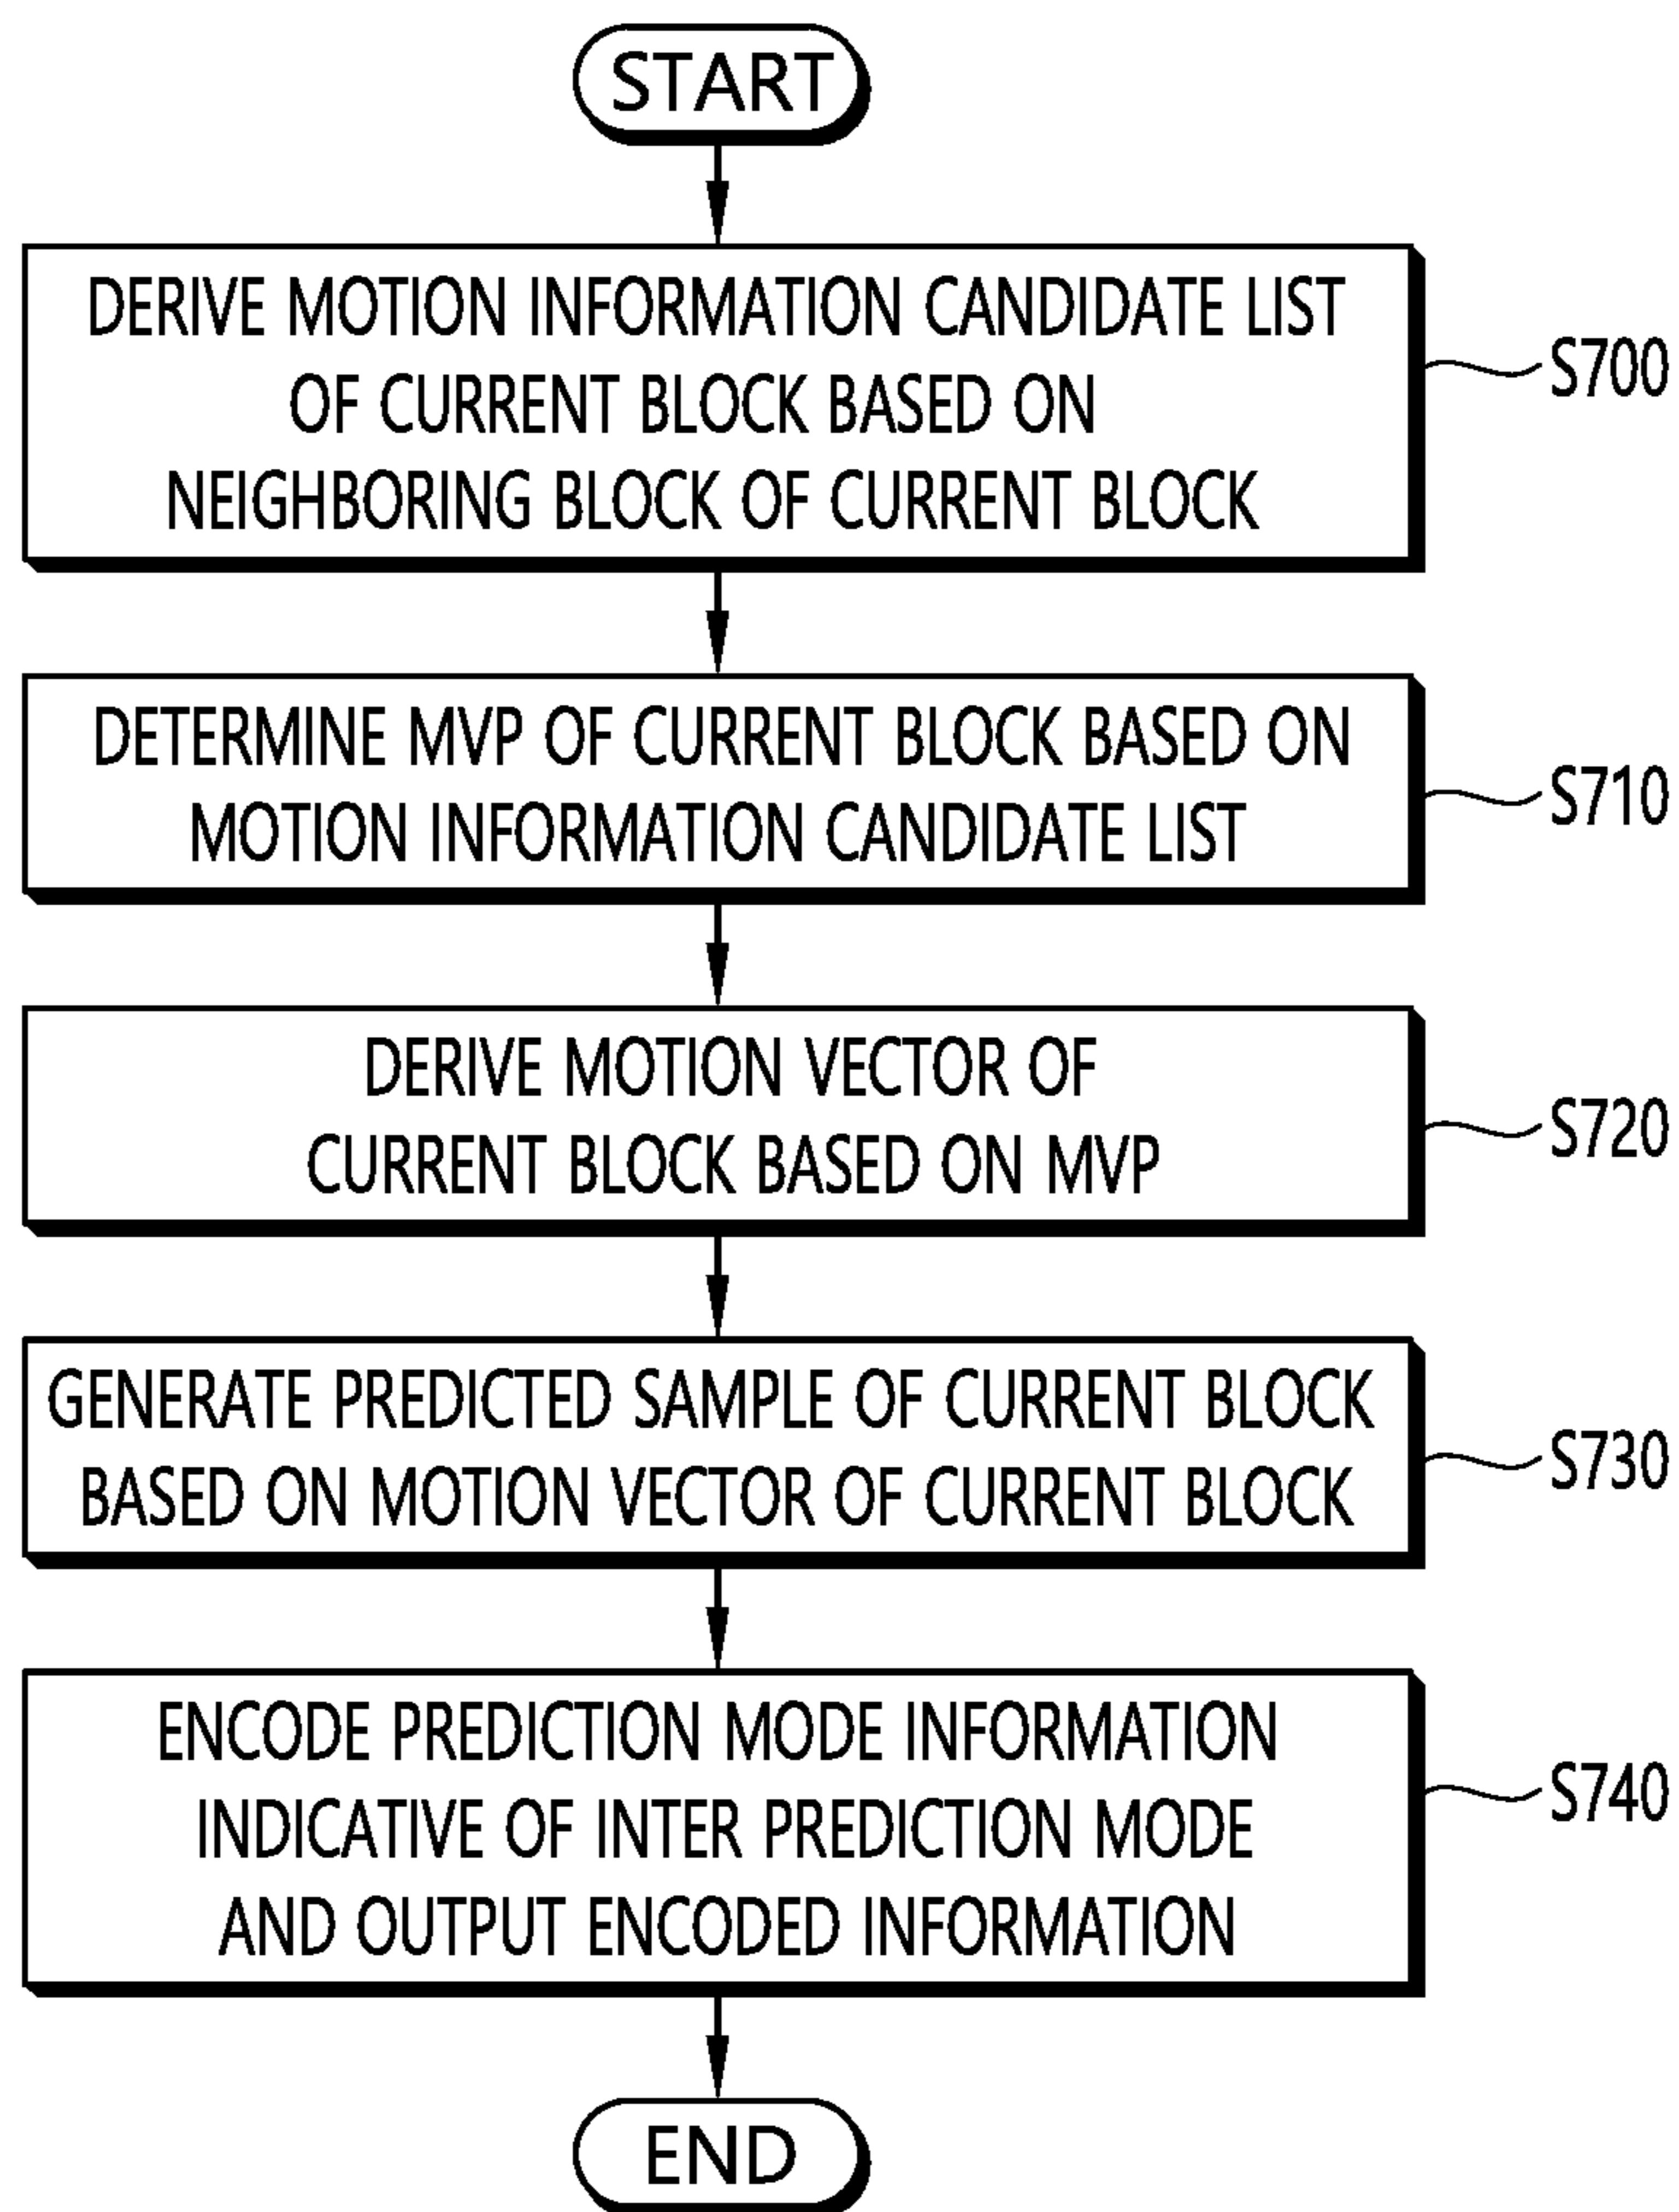 START
DERIVE MOTION INFORMATION CANDIDATE LIST
OF CURRENT BLOCK BASED ON
NEIGHBORING BLOCK OF CURRENT BLOCK
S700
DETERMINE MVP OF CURRENT BLOCK BASED ON
MOTION INFORMATION CANDIDATE LIST
S710
DERIVE MOTION VECTOR OF
CURRENT BLOCK BASED ON MVP
S720
GENERATE PREDICTED SAMPLE OF CURRENT BLOCK
BASED ON MOTION VECTOR OF CURRENT BLOCK
S730
ENCODE PREDICTION MODE INFORMATION
INDICATIVE OF INTER PREDICTION MODE
AND OUTPUT ENCODED INFORMATION
S740
END